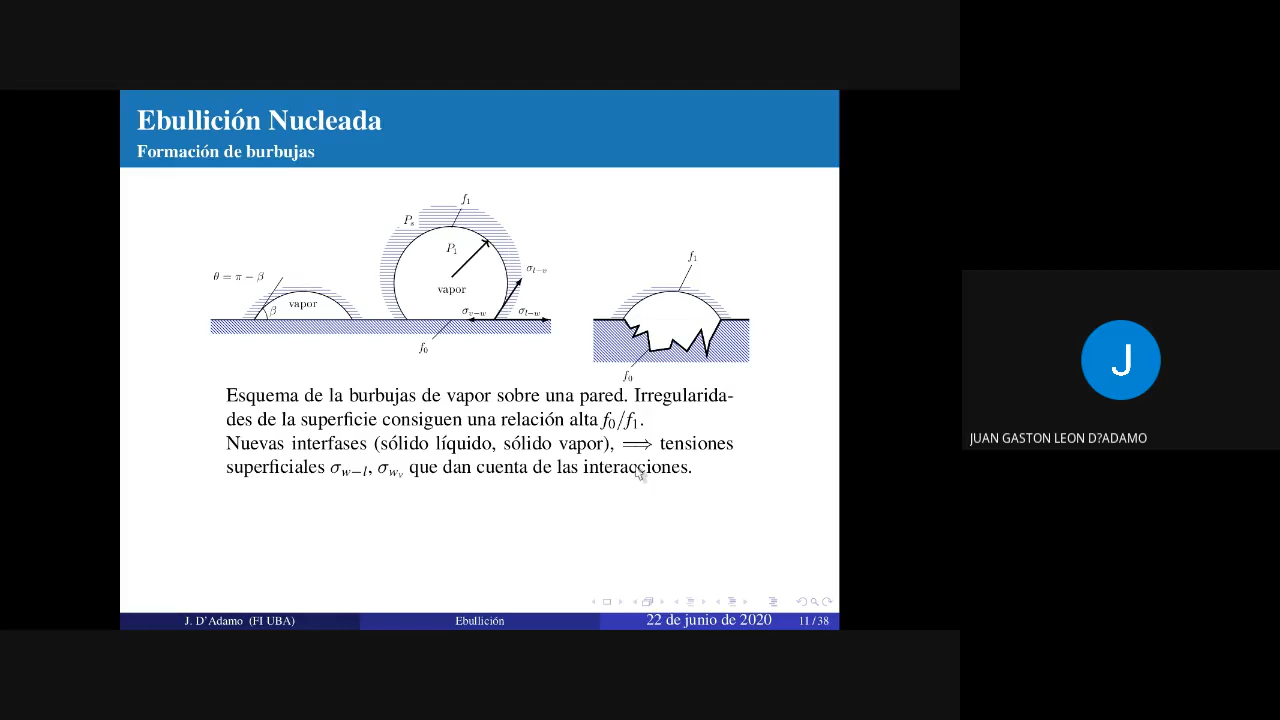 Ebullición Nucleada
Formación de burbujas
f₁
Pₛ
P₁
vapor
σₗ₋ᵥ
σᵥ₋w
σₗ₋w
f₀
θ = π − β
β
vapor
f₁
f₀
Esquema de la burbujas de vapor sobre una pared. Irregularida-
des de la superficie consiguen una relación alta f₀/f₁.
Nuevas interfases (sólido líquido, sólido vapor), ⟹ tensiones
superficiales σw₋ₗ, σwᵥ que dan cuenta de las interacciones.
J. D'Adamo (FI UBA)
Ebullición
22 de junio de 2020
11 / 38
J
JUAN GASTON LEON D?ADAMO